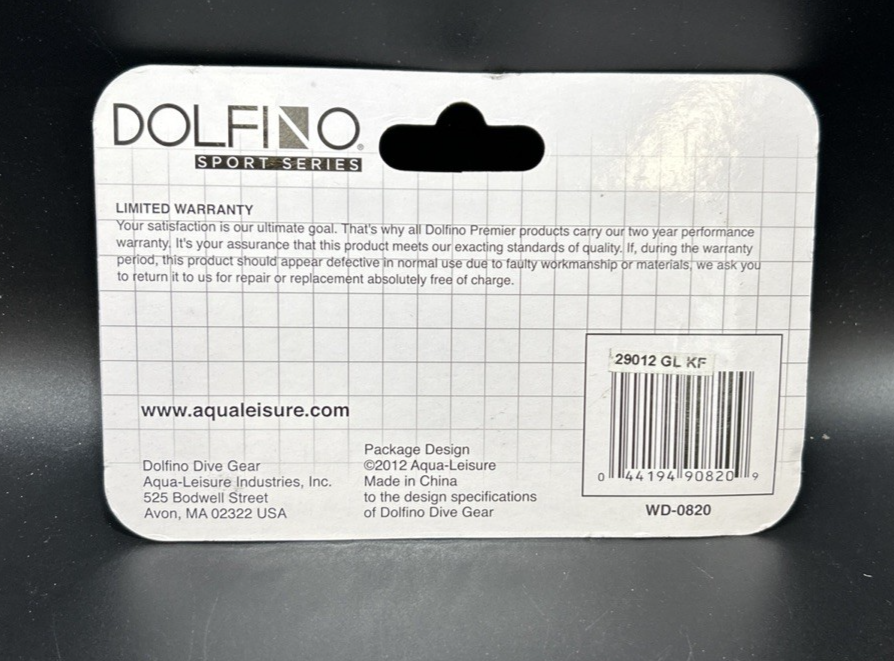 DOLFINO®
SPORT SERIES
LIMITED WARRANTY
Your satisfaction is our ultimate goal. That's why all Dolfino Premier products carry our two year performance
warranty. It's your assurance that this product meets our exacting standards of quality. If, during the warranty
period, this product should appear defective in normal use due to faulty workmanship or materials, we ask you
to return it to us for repair or replacement absolutely free of charge.
www.aqualeisure.com
Dolfino Dive Gear
Aqua-Leisure Industries, Inc.
525 Bodwell Street
Avon, MA 02322 USA
Package Design
©2012 Aqua-Leisure
Made in China
to the design specifications
of Dolfino Dive Gear
29012 GL KF
0 44194 90820 9
WD-0820